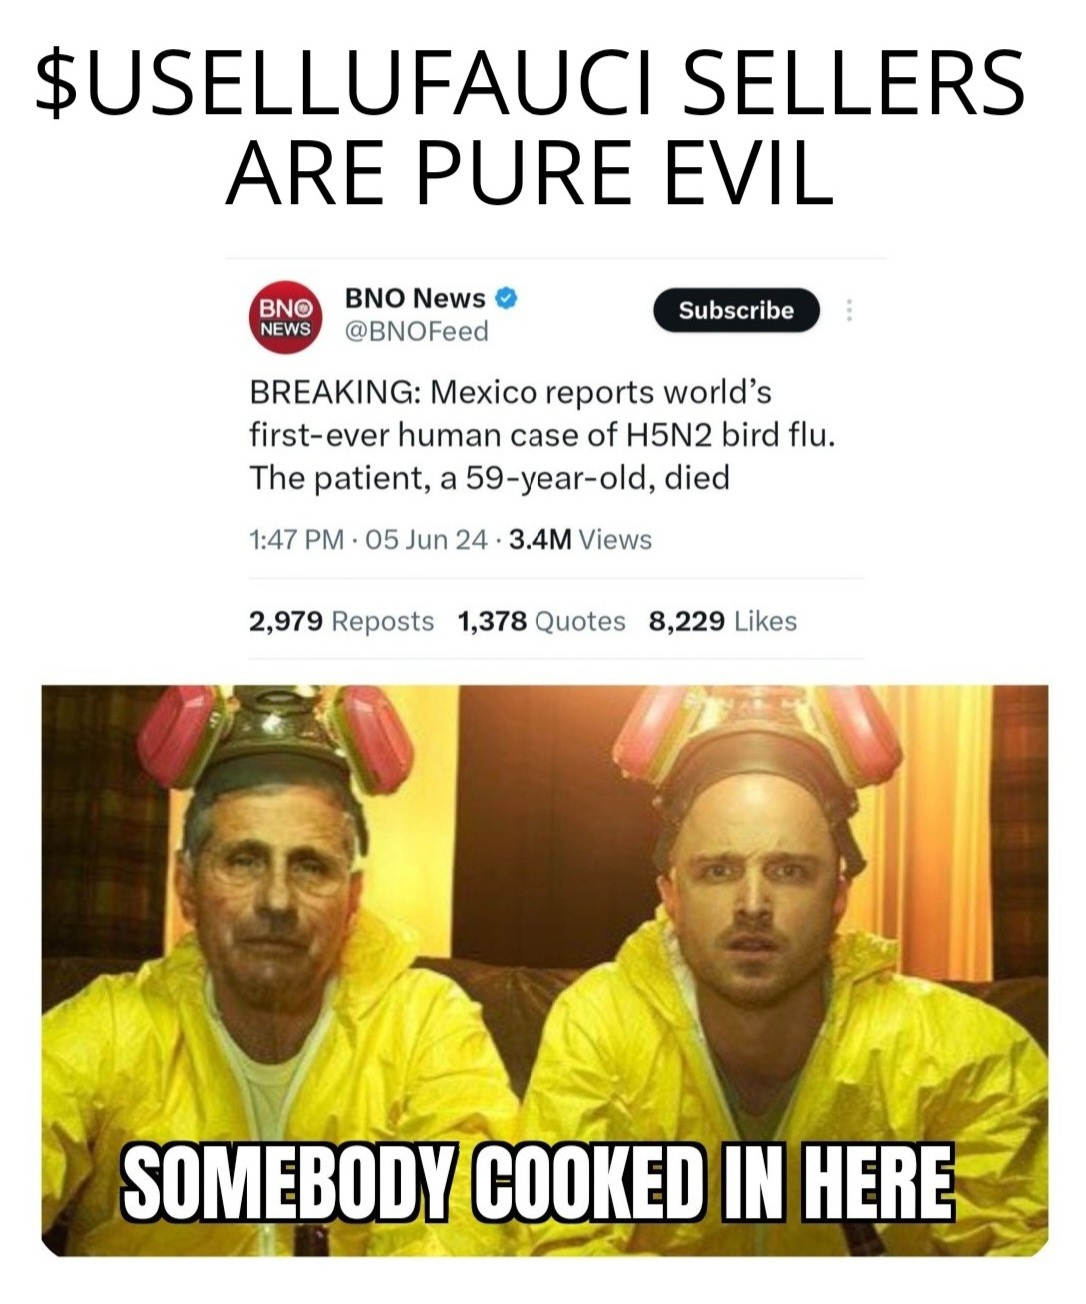 $USELLUFAUCI SELLERS
ARE PURE EVIL
BNO
NEWS
BNO News
@BNOFeed
Subscribe
BREAKING: Mexico reports world’s
first-ever human case of H5N2 bird flu.
The patient, a 59-year-old, died
1:47 PM · 05 Jun 24 · 3.4M Views
2,979 Reposts 1,378 Quotes 8,229 Likes
SOMEBODY COOKED IN HERE